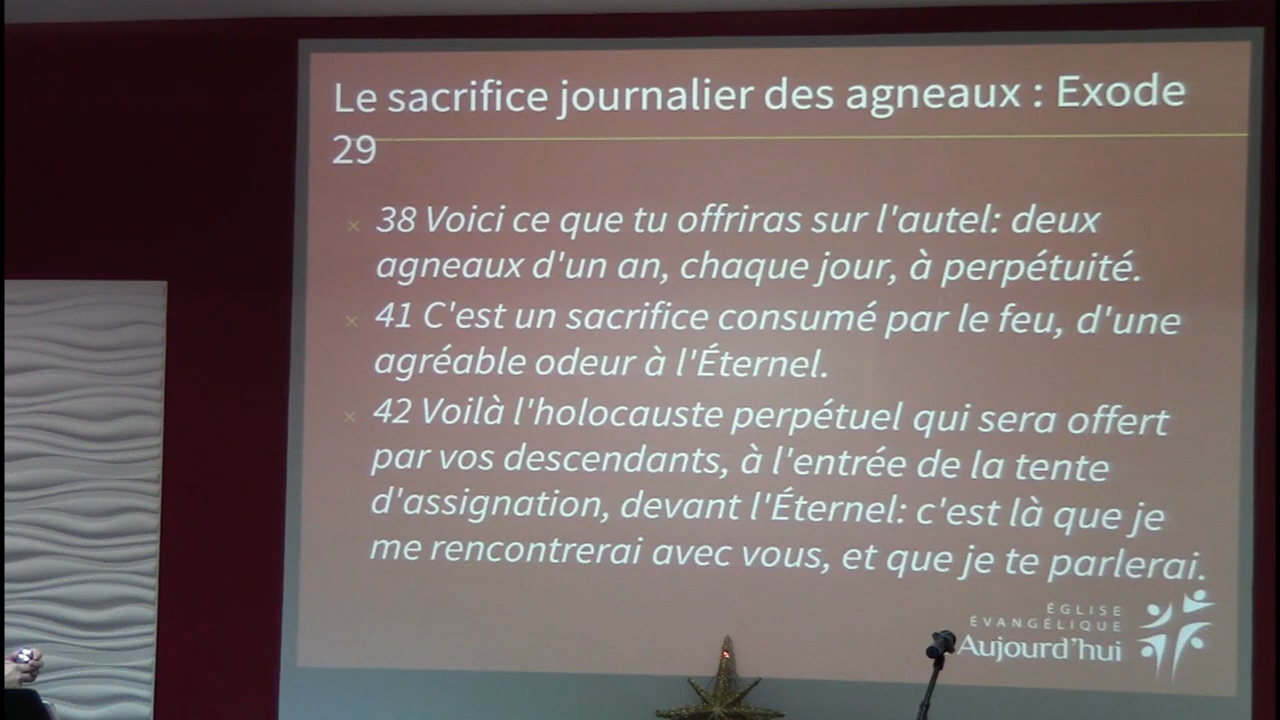 Le sacrifice journalier des agneaux : Exode
29
38 Voici ce que tu offriras sur l'autel: deux
agneaux d'un an, chaque jour, à perpétuité.
41 C'est un sacrifice consumé par le feu, d'une
agréable odeur à l'Éternel.
42 Voilà l'holocauste perpétuel qui sera offert
par vos descendants, à l'entrée de la tente
d'assignation, devant l'Éternel: c'est là que je
me rencontrerai avec vous, et que je te parlerai.
ÉGLISE
ÉVANGÉLIQUE
Aujourd'hui